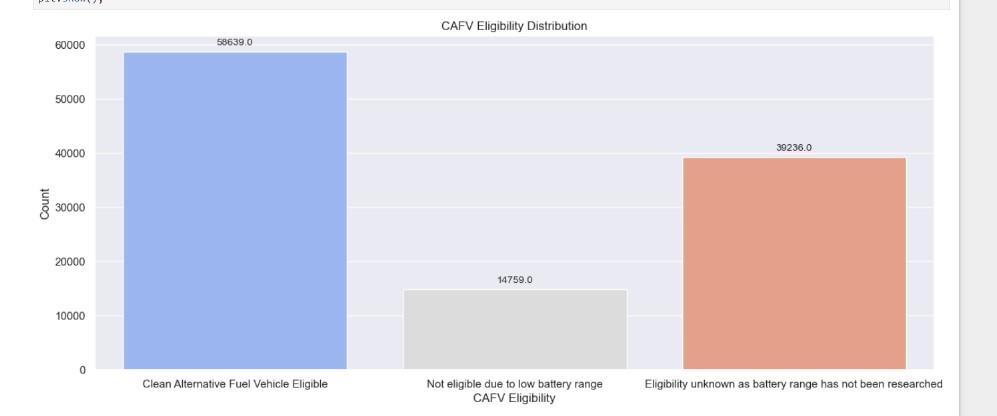 plt.show();
CAFV Eligibility Distribution
58639.0
14759.0
39236.0
60000
50000
40000
30000
20000
10000
0
Count
Clean Alternative Fuel Vehicle Eligible
Not eligible due to low battery range
Eligibility unknown as battery range has not been researched
CAFV Eligibility